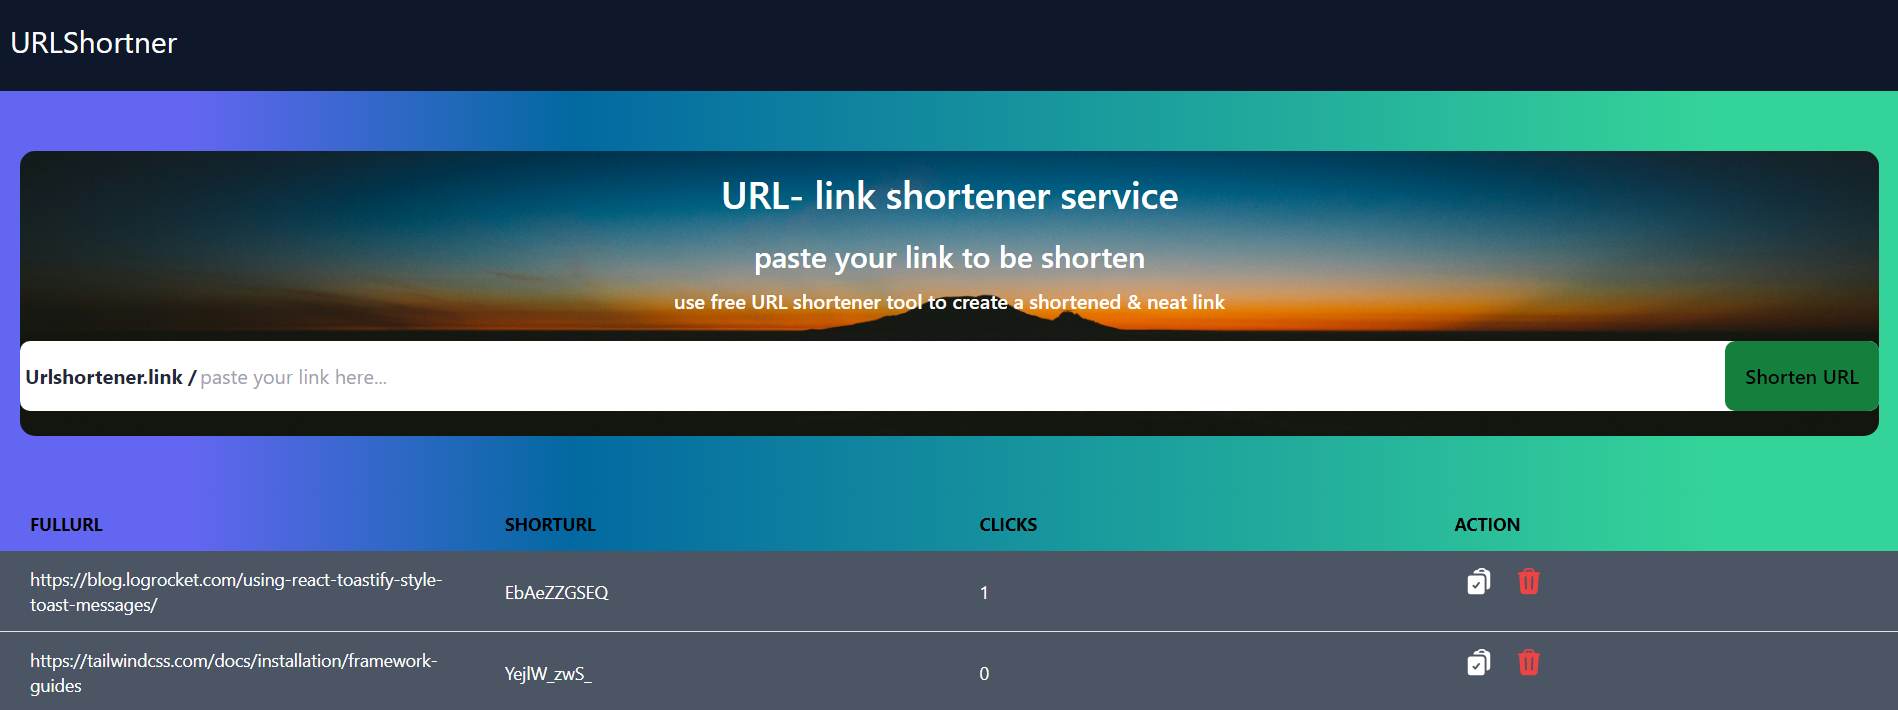 URLShortner
URL- link shortener service
paste your link to be shorten
use free URL shortener tool to create a shortened & neat link
Urlshortener.link / paste your link here...
Shorten URL
FULLURL SHORTURL CLICKS ACTION
https://blog.logrocket.com/using-react-toastify-style-
toast-messages/
EbAeZZGSEQ 1
https://tailwindcss.com/docs/installation/framework-
guides
YejlW_zwS_ 0